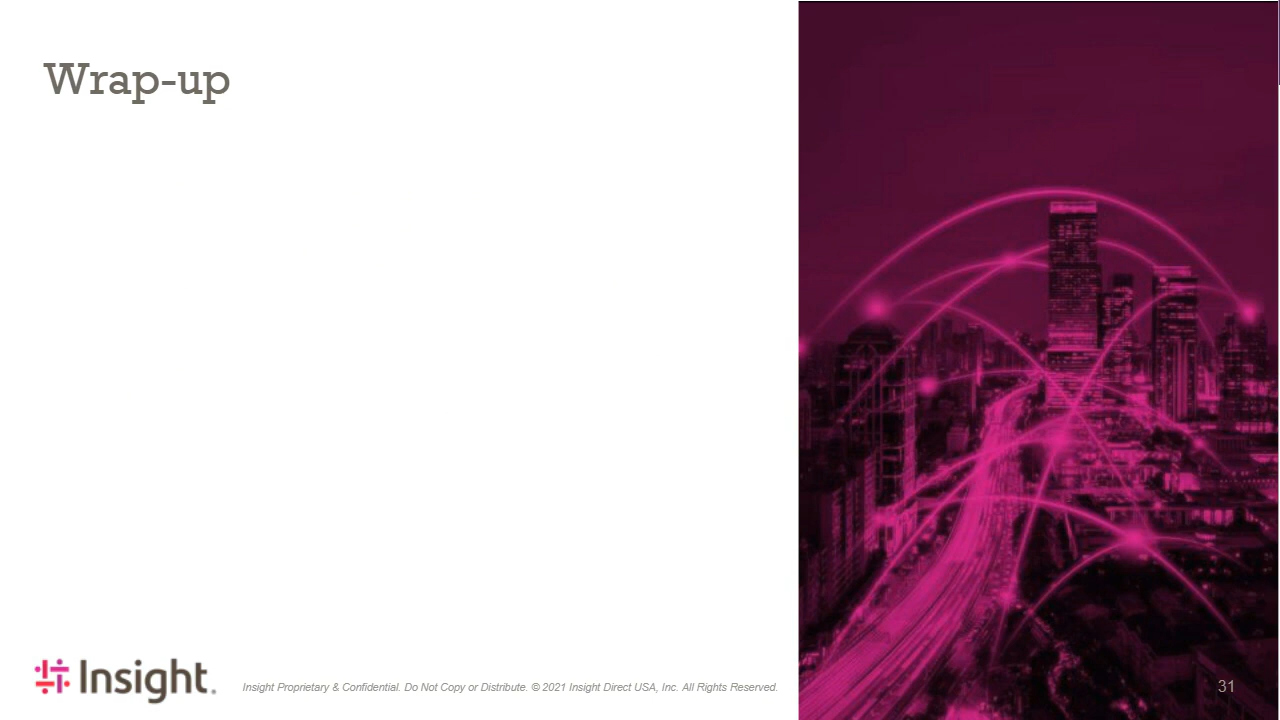 Wrap-up
Insight.
Insight Proprietary & Confidential. Do Not Copy or Distribute. © 2021 Insight Direct USA, Inc. All Rights Reserved.
31